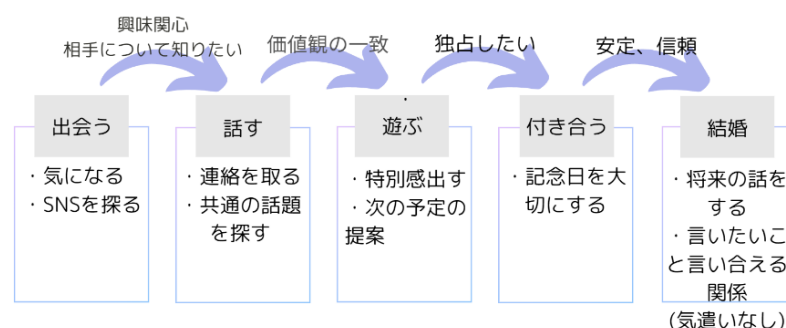 興味関心
相手について知りたい
価値観の一致
独占したい
安定、信頼
出会う
話す
遊ぶ
付き合う
結婚
・気になる
・SNSを探る
・連絡を取る
・共通の話題
を探す
・特別感出す
・次の予定の
提案
・記念日を大
切にする
・将来の話を
する
・言いたいこ
と言い合える
関係
(気遣いなし)